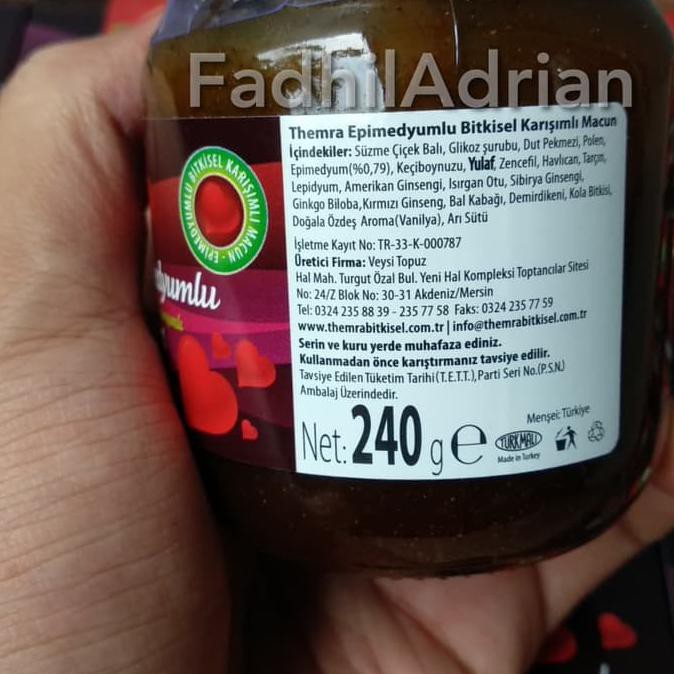 FadhilAdrian
Themra Epimedyumlu Bitkisel Karışımlı Macun
İçindekiler: Süzme Çiçek Balı, Glikoz şurubu, Dut Pekmezi, Polen,
Epimedyum(%0,79), Keçiboynuzu, Yulaf, Zencefil, Havlıcan, Tarçın,
Lepidyum, Amerikan Ginsengi, Isırgan Otu, Sibirya Ginsengi,
Ginkgo Biloba, Kırmızı Ginseng, Bal Kabağı, Demirdikeni, Kola Bitkisi,
Doğala Özdeş Aroma(Vanilya), Arı Sütü
İşletme Kayıt No: TR-33-K-000787
Üretici Firma: Veysi Topuz
Hal Mah. Turgut Özal Bul. Yeni Hal Kompleksi Toptancılar Sitesi
No: 24/Z Blok No: 30-31 Akdeniz/Mersin
Tel: 0324 235 88 39 - 235 77 58 Faks: 0324 235 77 59
www.themrabitkisel.com.tr | info@themrabitkisel.com.tr
Serin ve kuru yerde muhafaza ediniz.
Kullanmadan önce karıştırmanız tavsiye edilir.
Tavsiye Edilen Tüketim Tarihi(T.E.T.T.), Parti Seri No.(P.S.N.)
Ambalaj Üzerindedir.
Menşei: Türkiye
Net: 240 g e
TÜRK MALI
Made in Turkey
EPİMEDYUMLU BİTKİSEL KARIŞIMLI MACUN